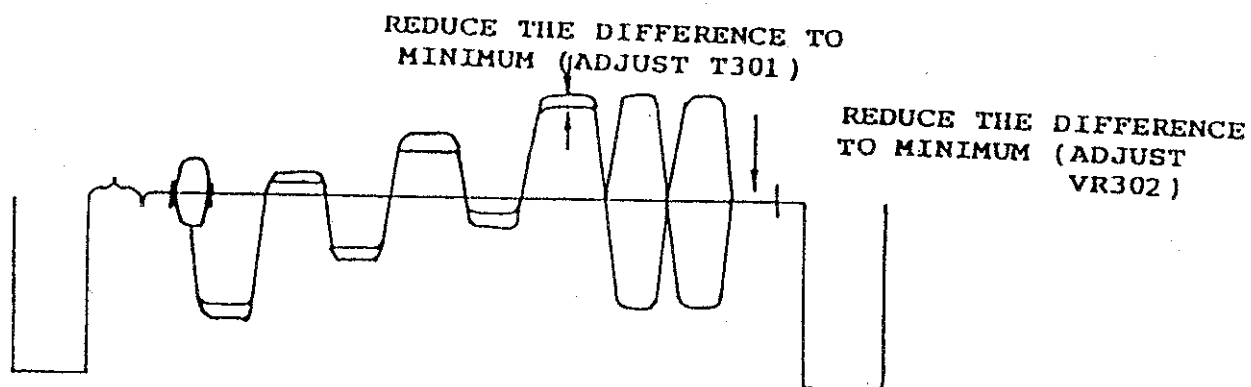 REDUCE THE DIFFERENCE TO
MINIMUM (ADJUST T301)
REDUCE THE DIFFERENCE
TO MINIMUM (ADJUST
VR302)